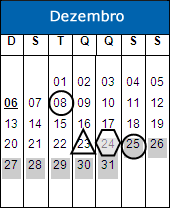 Dezembro
D S T Q Q S S
01 02 03 04 05
06 07 08 09 10 11 12
13 14 15 16 17 18 19
20 21 22 23 24 25 26
27 28 29 30 31